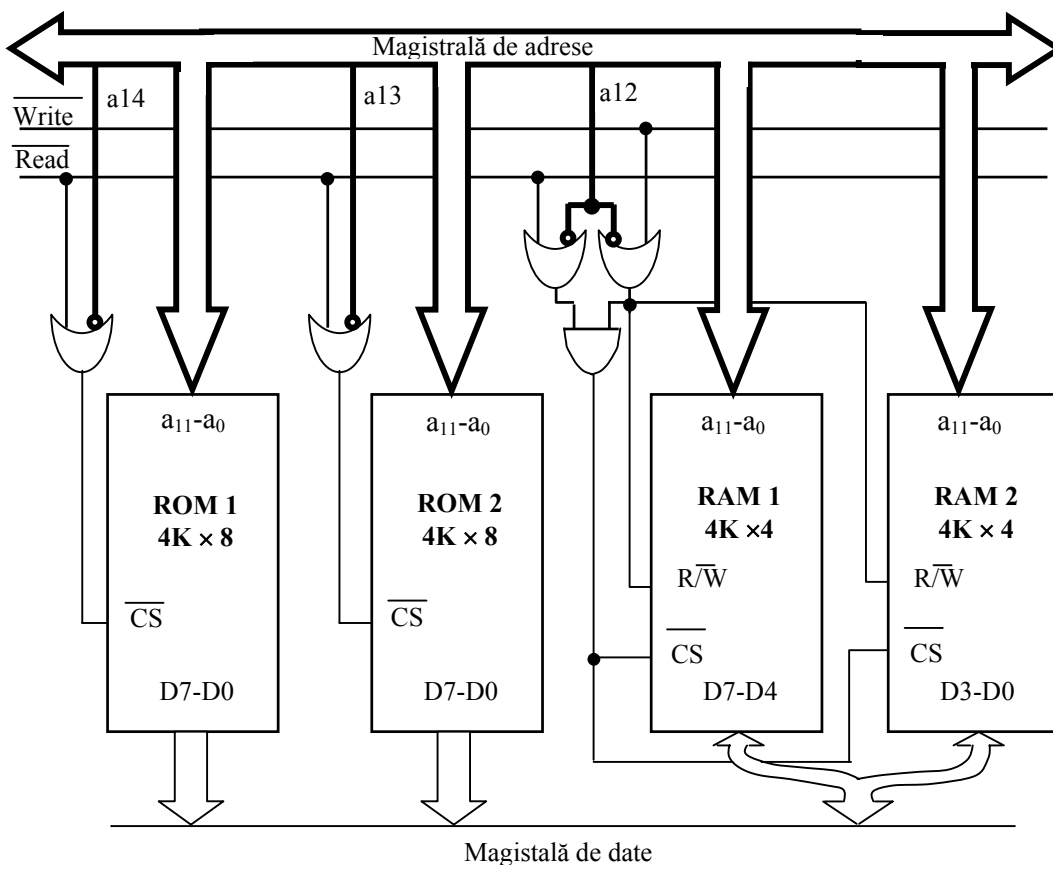 Magistrală de adrese
a14
a13
a12
Write
Read
a11-a0
a11-a0
a11-a0
a11-a0
ROM 1
4K × 8
ROM 2
4K × 8
RAM 1
4K ×4
RAM 2
4K × 4
R/W
R/W
CS
CS
CS
CS
D7-D0
D7-D0
D7-D4
D3-D0
Magistală de date